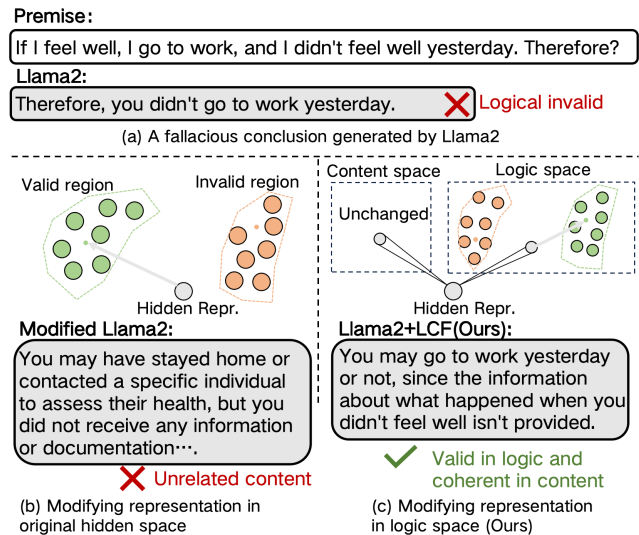 Premise:
If I feel well, I go to work, and I didn't feel well yesterday. Therefore?
Llama2:
Therefore, you didn't go to work yesterday.
Logical invalid
(a) A fallacious conclusion generated by Llama2
Valid region
Invalid region
Hidden Repr.
Modified Llama2:
You may have stayed home or
contacted a specific individual
to assess their health, but you
did not receive any information
or documentation···.
Unrelated content
(b) Modifying representation in
original hidden space
Content space
Logic space
Unchanged
Hidden Repr.
Llama2+LCF(Ours):
You may go to work yesterday
or not, since the information
about what happened when you
didn't feel well isn't provided.
Valid in logic and
coherent in content
(c) Modifying representation
in logic space (Ours)